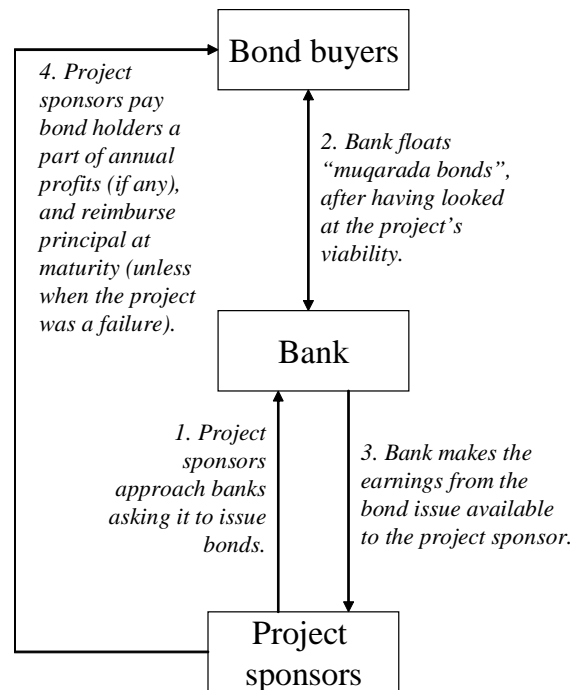 Bond buyers
4. Project
sponsors pay
bond holders a
part of annual
profits (if any),
and reimburse
principal at
maturity (unless
when the project
was a failure).
2. Bank floats
“muqarada bonds”,
after having looked
at the project’s
viability.
Bank
1. Project
sponsors
approach banks
asking it to issue
bonds.
3. Bank makes the
earnings from the
bond issue available
to the project sponsor.
Project
sponsors